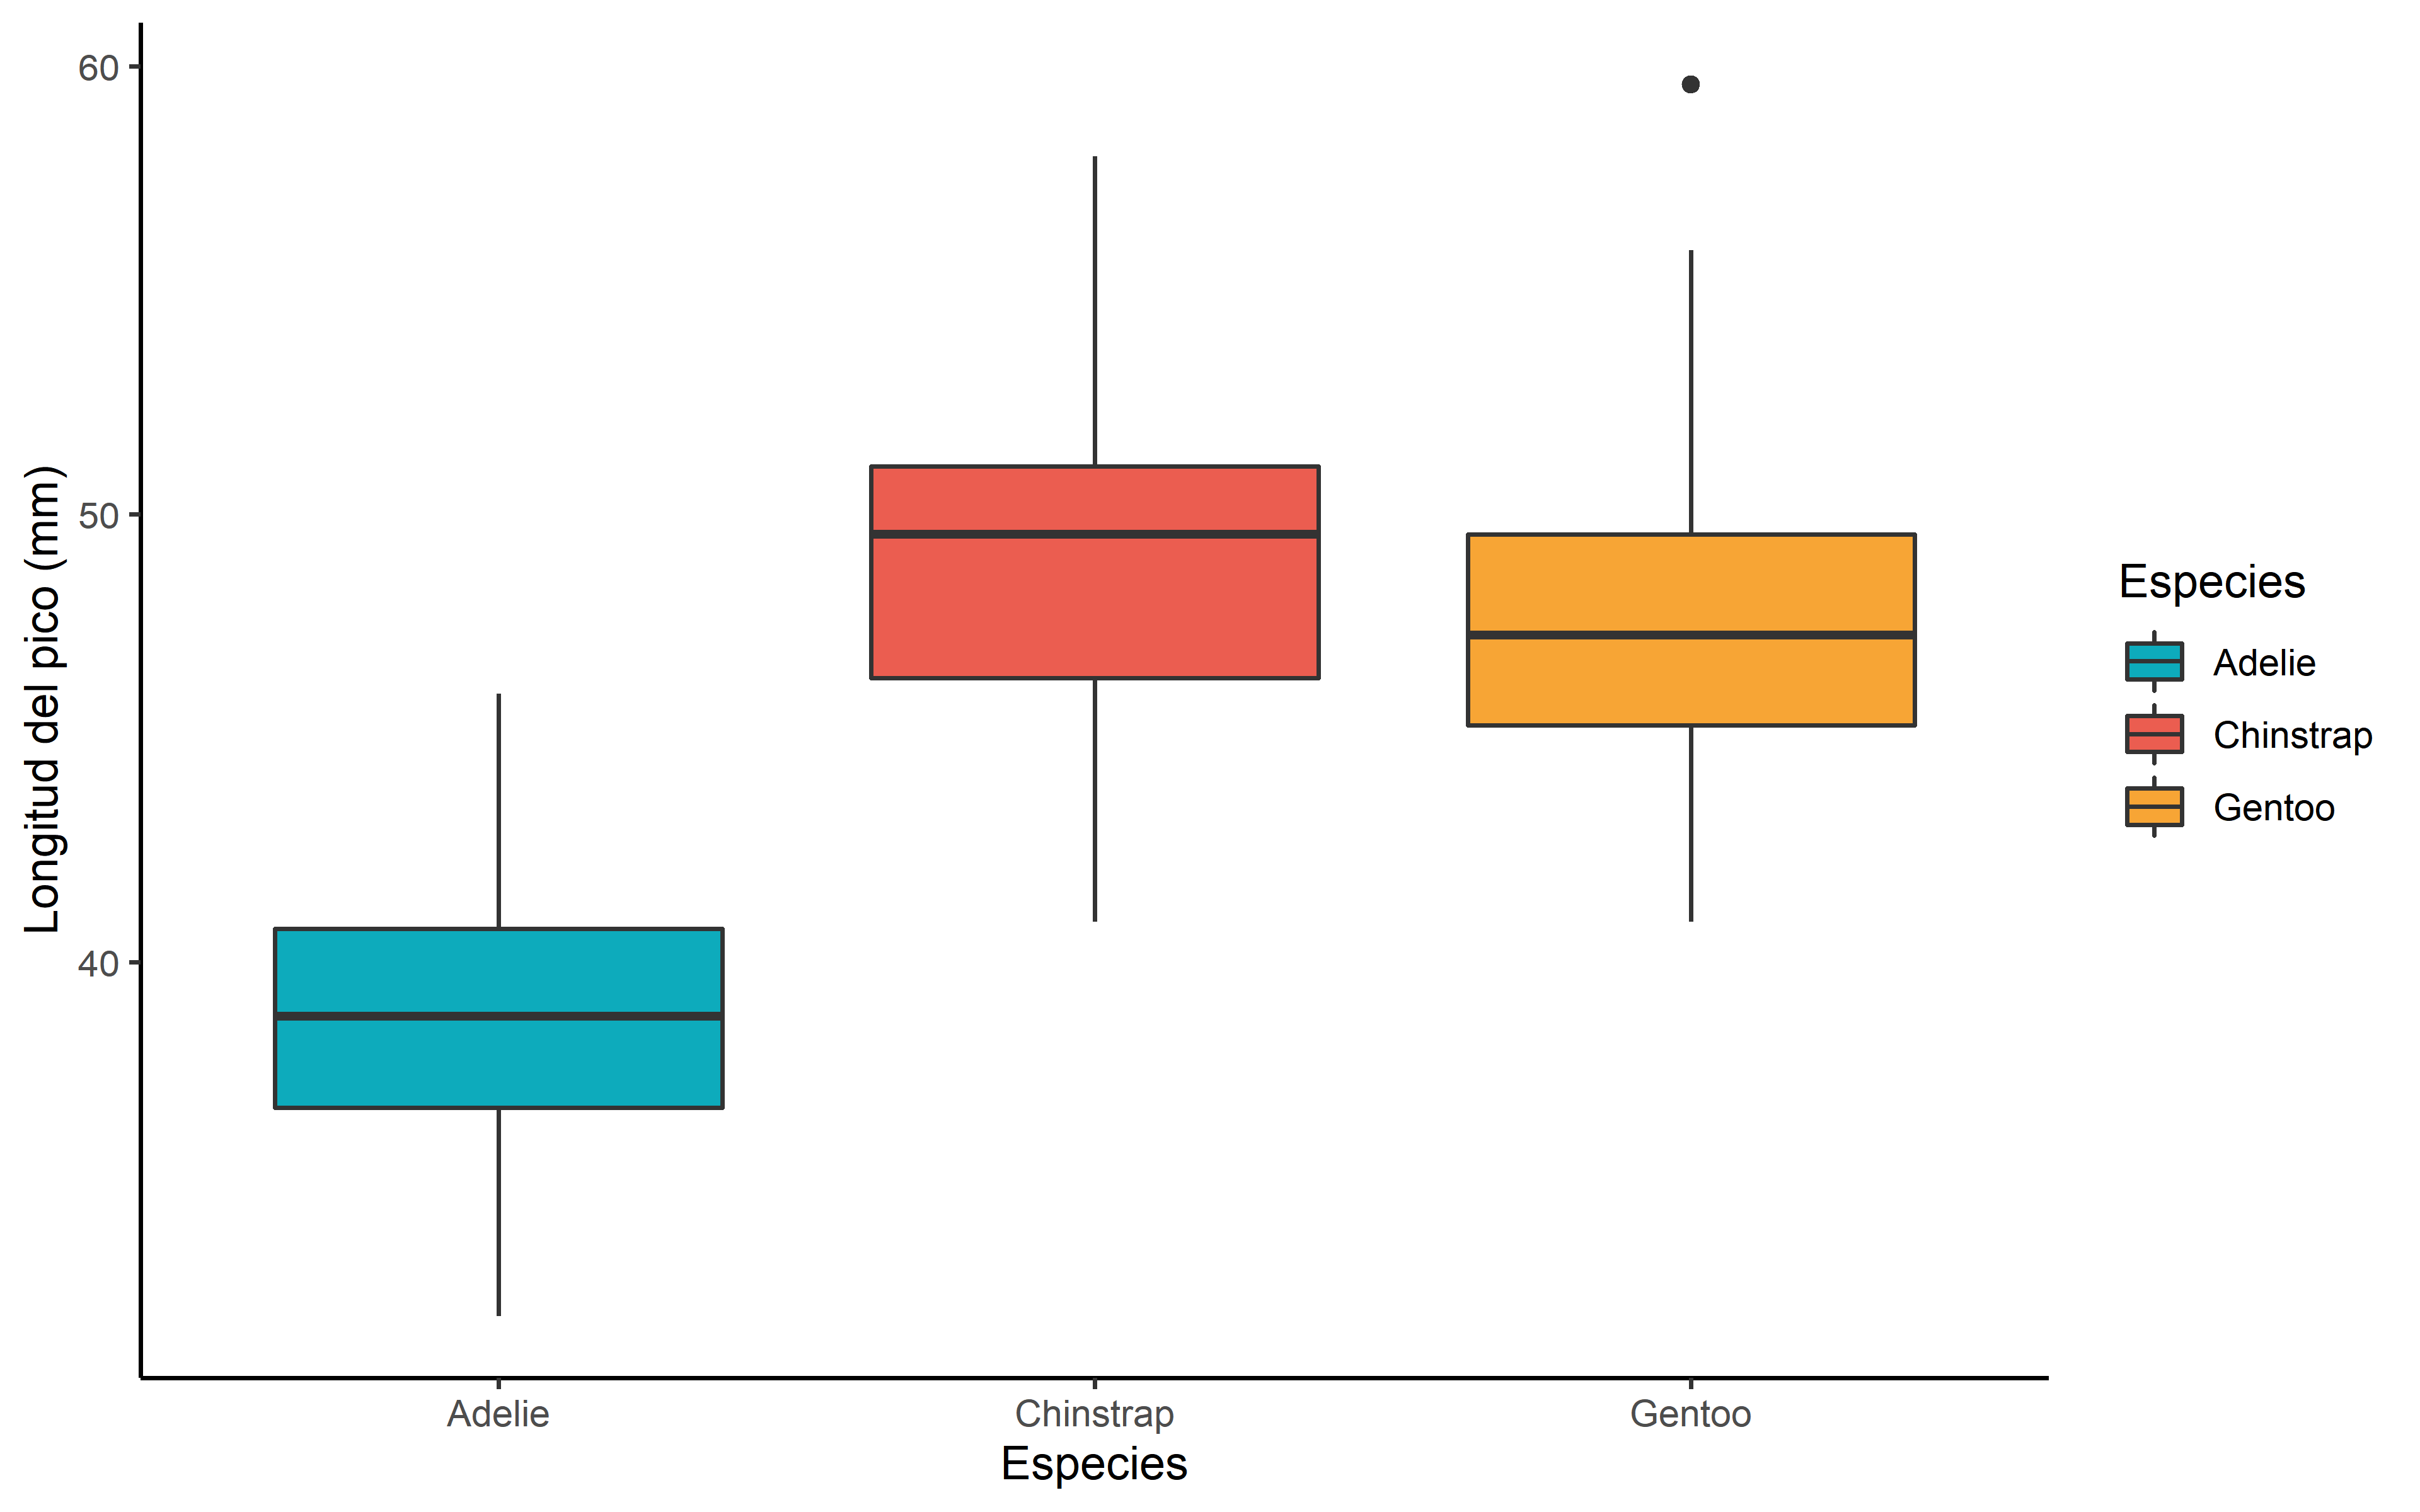 60
50
40
Longitud del pico (mm)
Adelie
Chinstrap
Gentoo
Especies
Especies
Adelie
Chinstrap
Gentoo